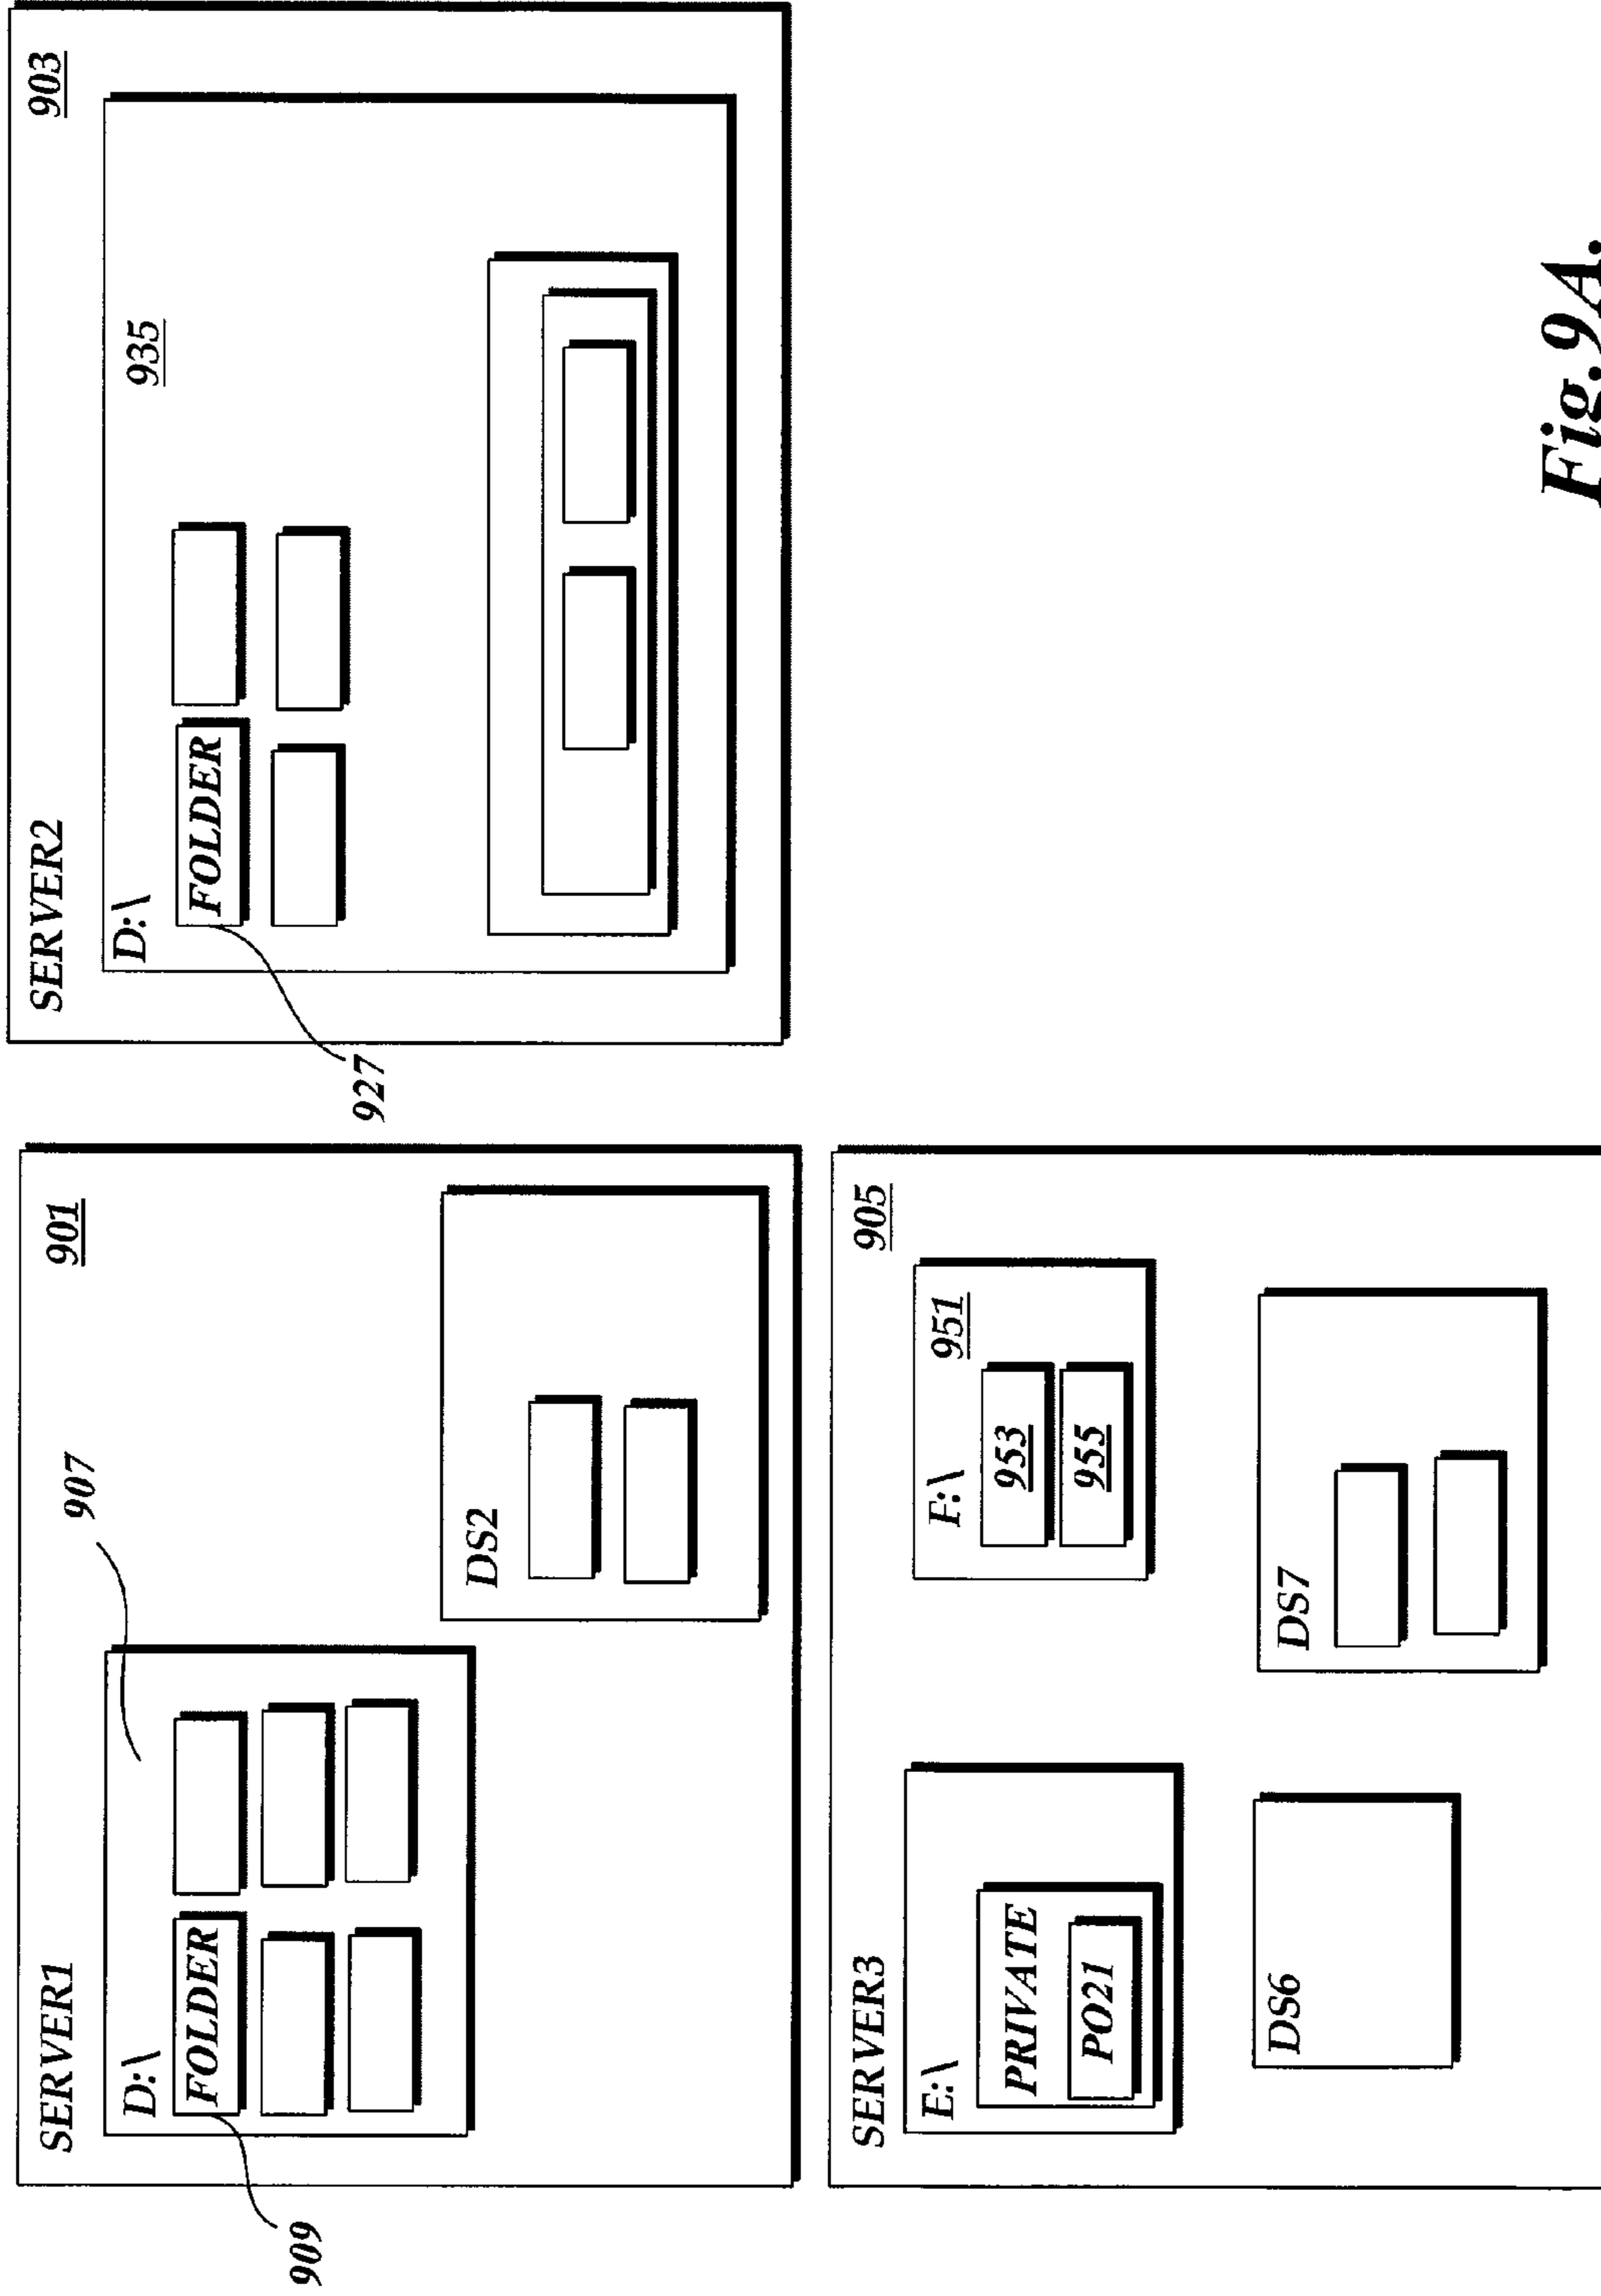 SERVER1
901
907
D:\
FOLDER
909
DS2
SERVER2
903
D:\
935
FOLDER
927
SERVER3
905
E:\
PRIVATE
PO21
F:\
951
953
955
DS6
DS7
Fig.9A.